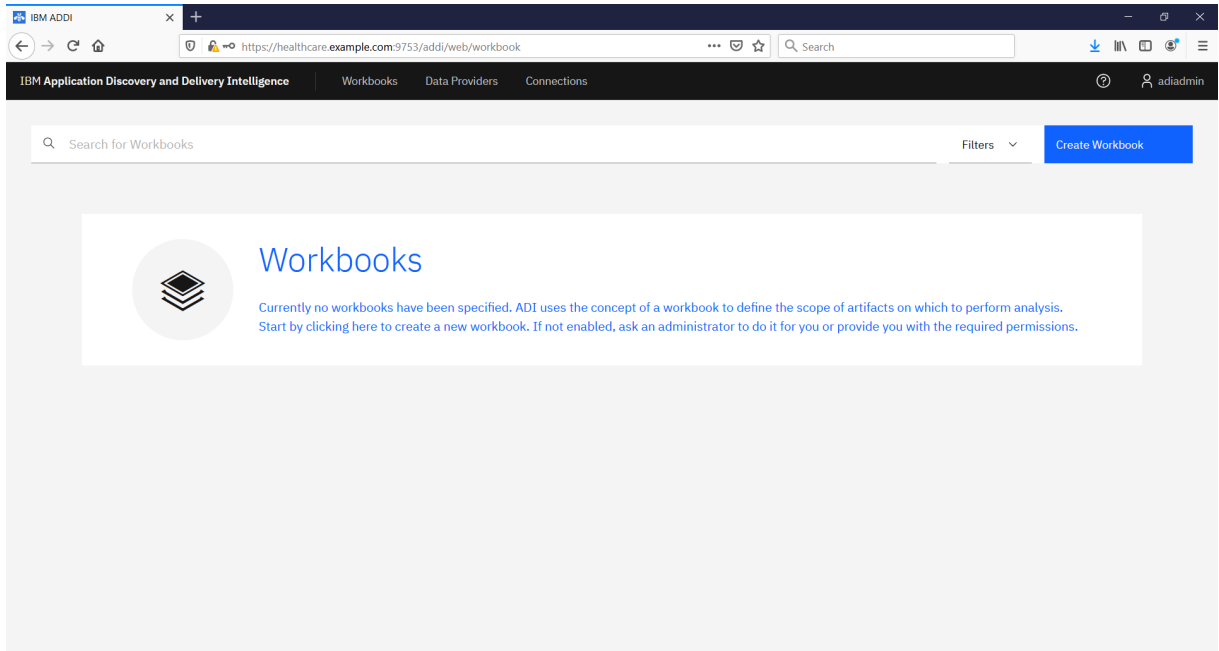 IBM ADDI
https://healthcare.example.com:9753/addi/web/workbook
Search
IBM Application Discovery and Delivery Intelligence
Workbooks
Data Providers
Connections
adiadmin
Search for Workbooks
Filters
Create Workbook
Workbooks
Currently no workbooks have been specified. ADI uses the concept of a workbook to define the scope of artifacts on which to perform analysis.
Start by clicking here to create a new workbook. If not enabled, ask an administrator to do it for you or provide you with the required permissions.